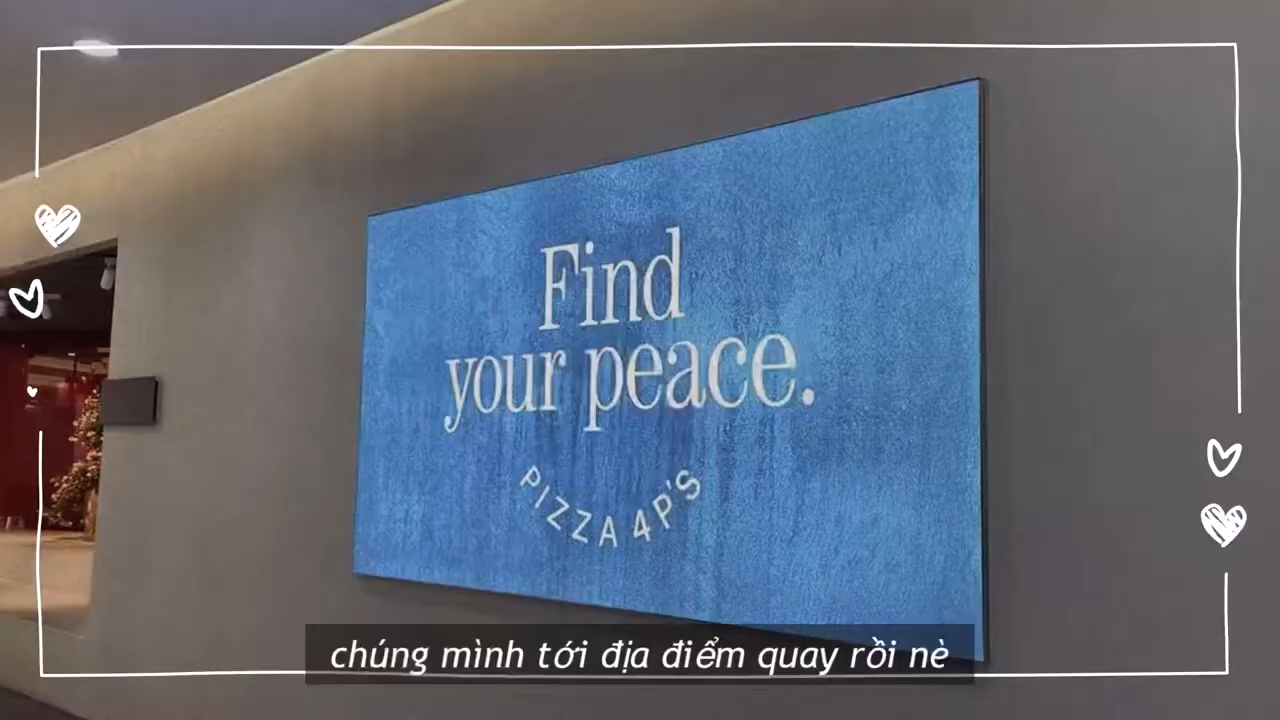 Find
your peace.
PIZZA 4P'S
chúng mình tới địa điểm quay rồi nè